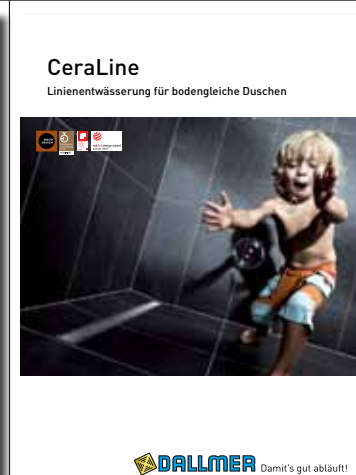 CeraLine
Linienentwässerung für bodengleiche Duschen
DALLMER Damit's gut abläuft!